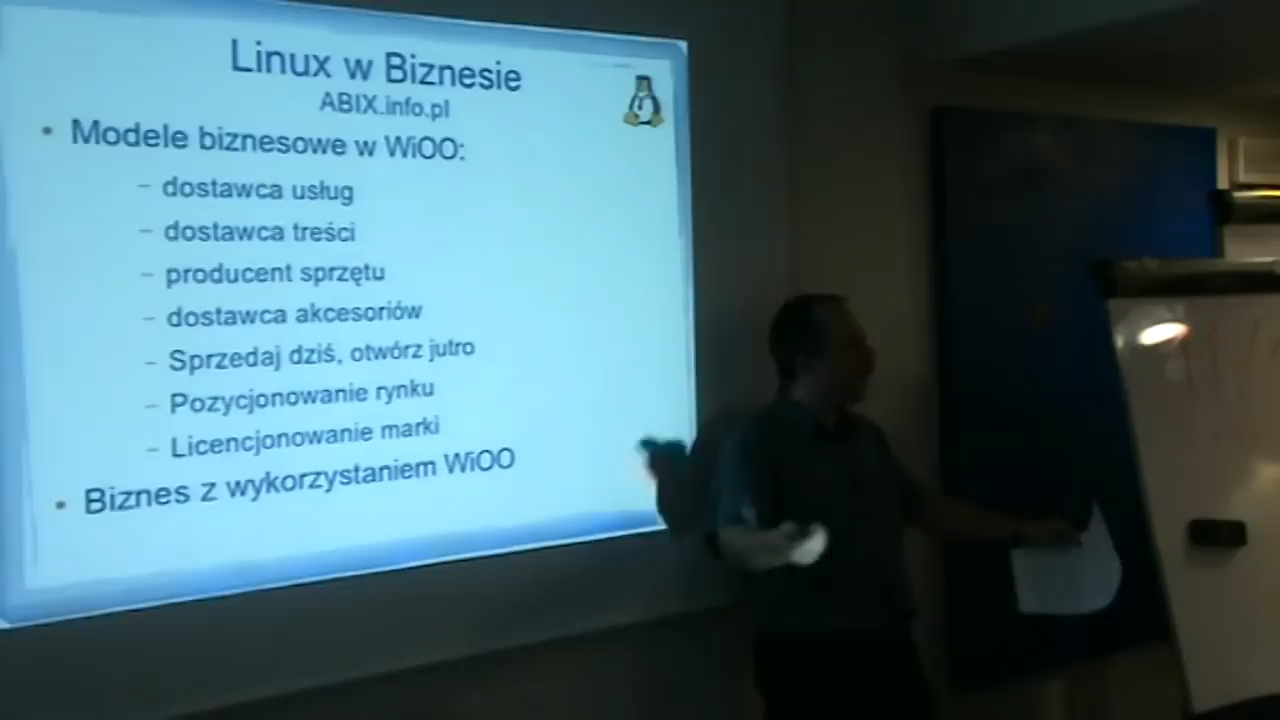 Linux w Biznesie
ABIX.info.pl
• Modele biznesowe w WiOO:
– dostawca usług
– dostawca treści
– producent sprzętu
– dostawca akcesoriów
– Sprzedaj dziś, otwórz jutro
– Pozycjonowanie rynku
– Licencjonowanie marki
• Biznes z wykorzystaniem WiOO